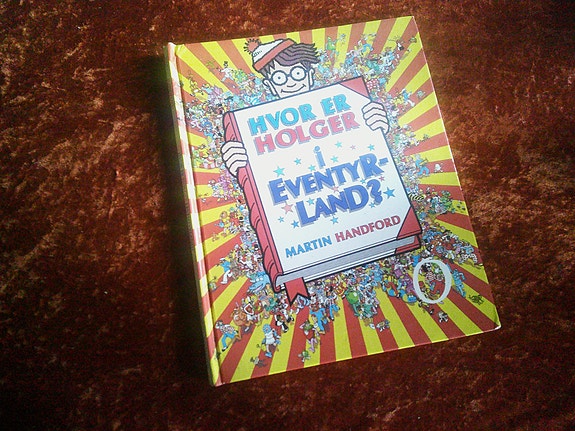 HVOR ER
HOLGER
i
EVENTYR-
LAND?
MARTIN HANDFORD